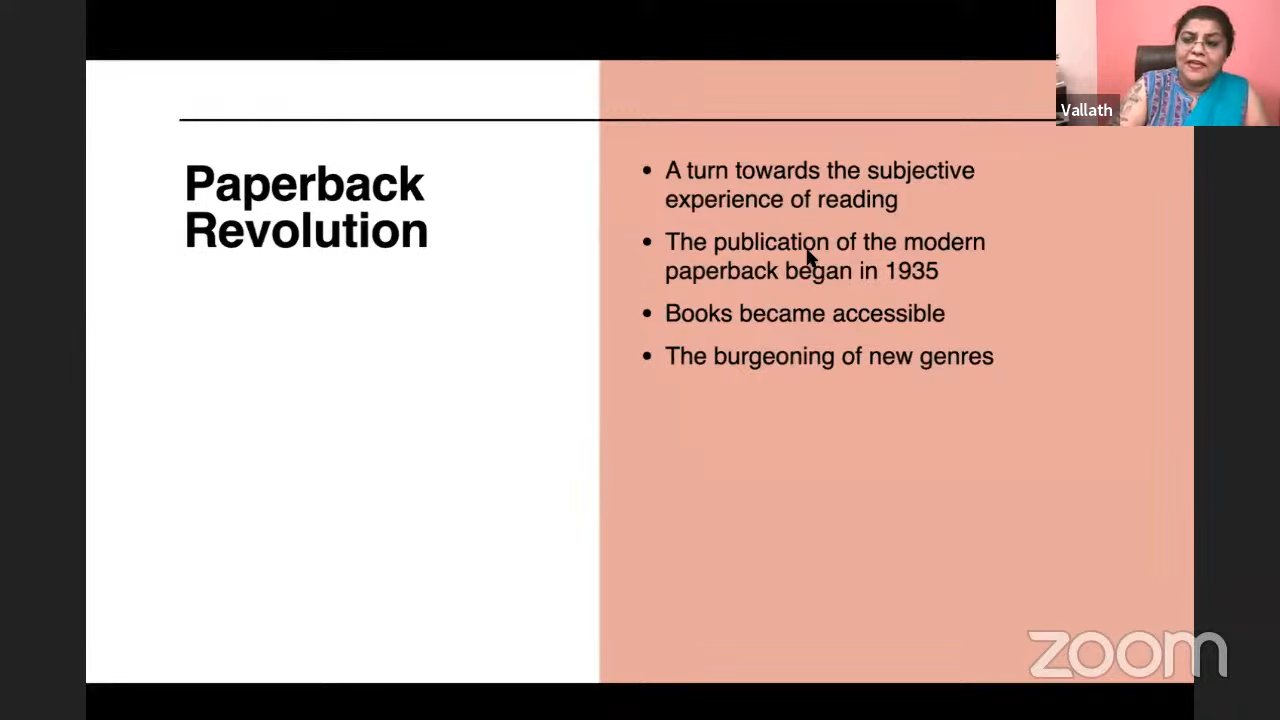 Vallath
Paperback
Revolution
• A turn towards the subjective
experience of reading
• The publication of the modern
paperback began in 1935
• Books became accessible
• The burgeoning of new genres
zoom